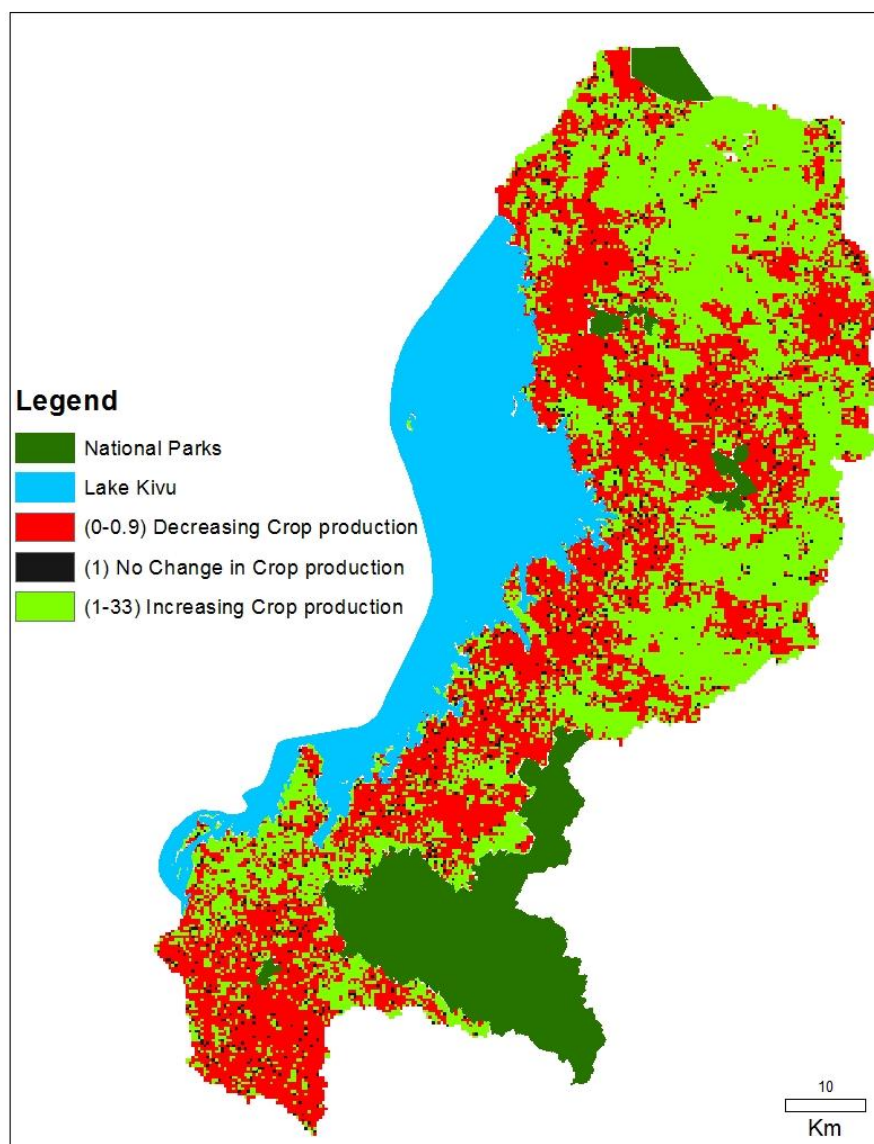 Legend
National Parks
Lake Kivu
(0-0.9) Decreasing Crop production
(1) No Change in Crop production
(1-33) Increasing Crop production
10
Km